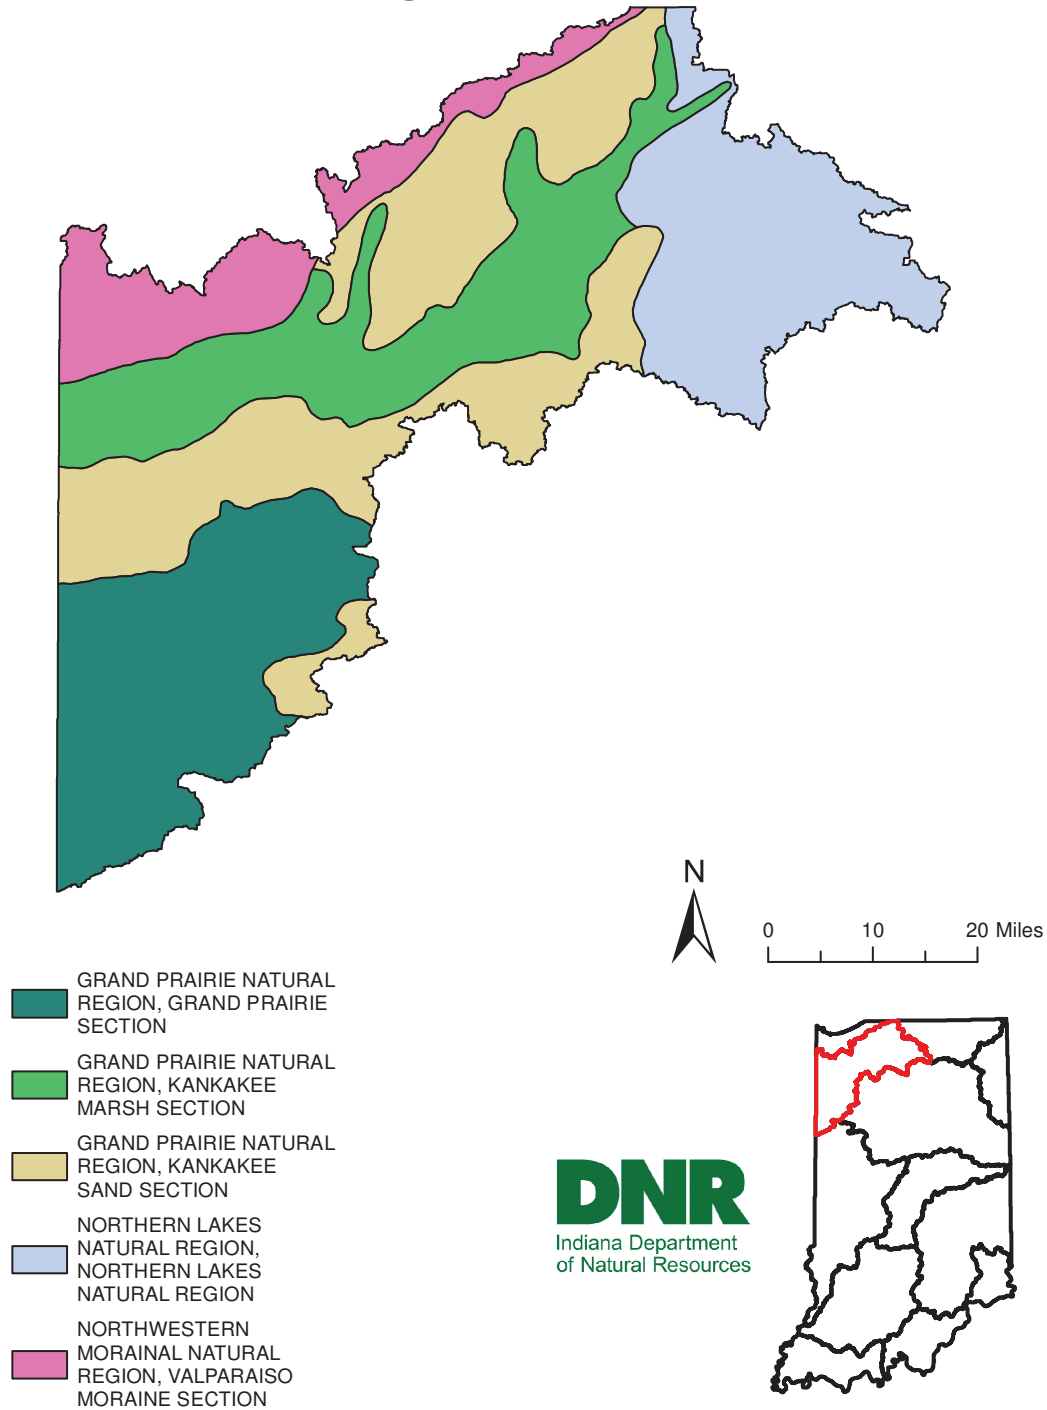 N
0 10 20 Miles
GRAND PRAIRIE NATURAL
REGION, GRAND PRAIRIE
SECTION
GRAND PRAIRIE NATURAL
REGION, KANKAKEE
MARSH SECTION
GRAND PRAIRIE NATURAL
REGION, KANKAKEE
SAND SECTION
NORTHERN LAKES
NATURAL REGION,
NORTHERN LAKES
NATURAL REGION
NORTHWESTERN
MORAINAL NATURAL
REGION, VALPARAISO
MORAINE SECTION
DNR
Indiana Department
of Natural Resources